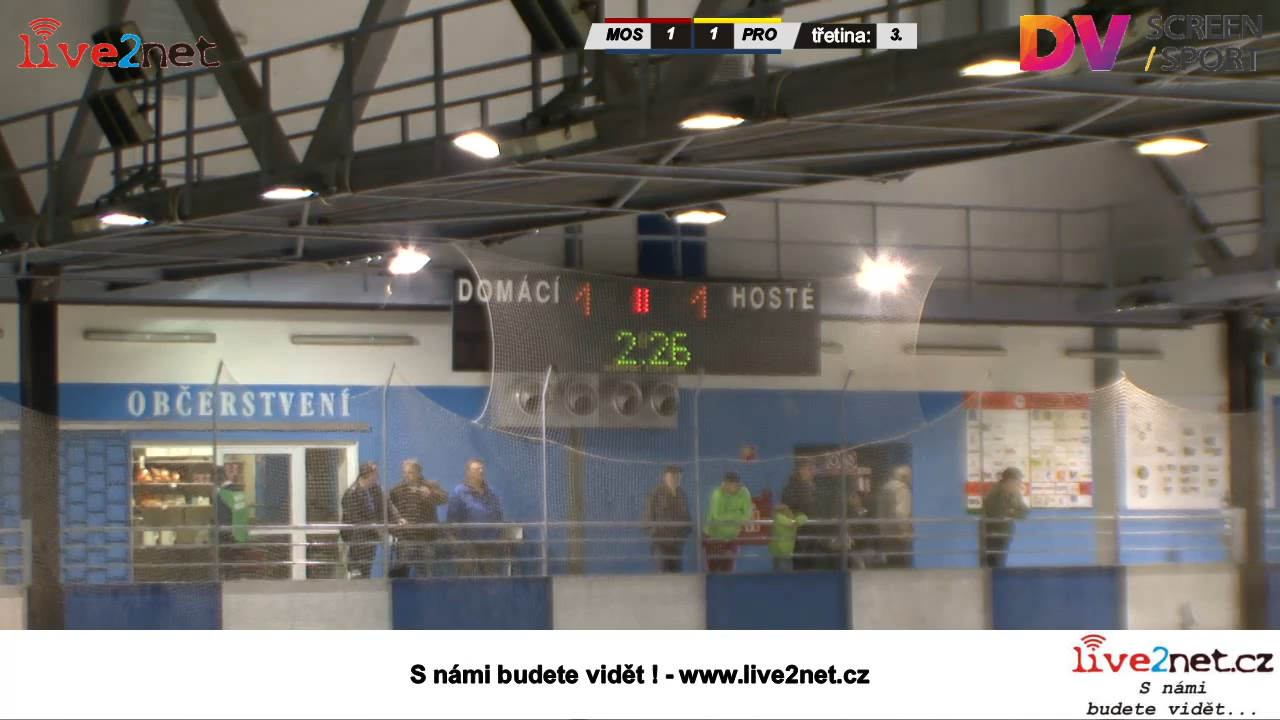 live2net
MOS 1 1 PRO třetina: 3.
DV SCREEN
/SPORT
DOMÁCÍ 1 1 HOSTÉ
2:26
OBČERSTVENÍ
S námi budete vidět ! - www.live2net.cz
live2net.cz
S námi
budete vidět...